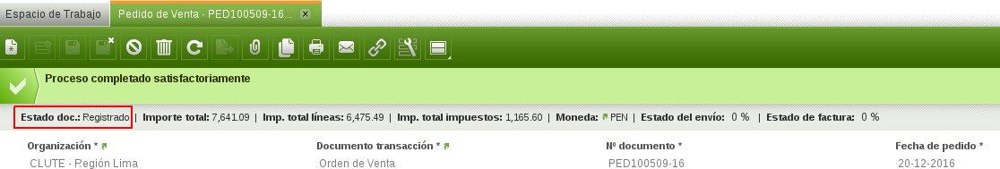 Espacio de Trabajo Pedido de Venta - PED100509-16...
Proceso completado satisfactoriamente
Estado doc.: Registrado | Importe total: 7,641.09 | Imp. total líneas: 6,475.49 | Imp. total impuestos: 1,165.60 | Moneda: PEN | Estado del envío: 0 % | Estado de factura: 0 %
Organización * Documento transacción * Nº documento * Fecha de pedido *
CLUTE - Región Lima Orden de Venta PED100509-16 20-12-2016